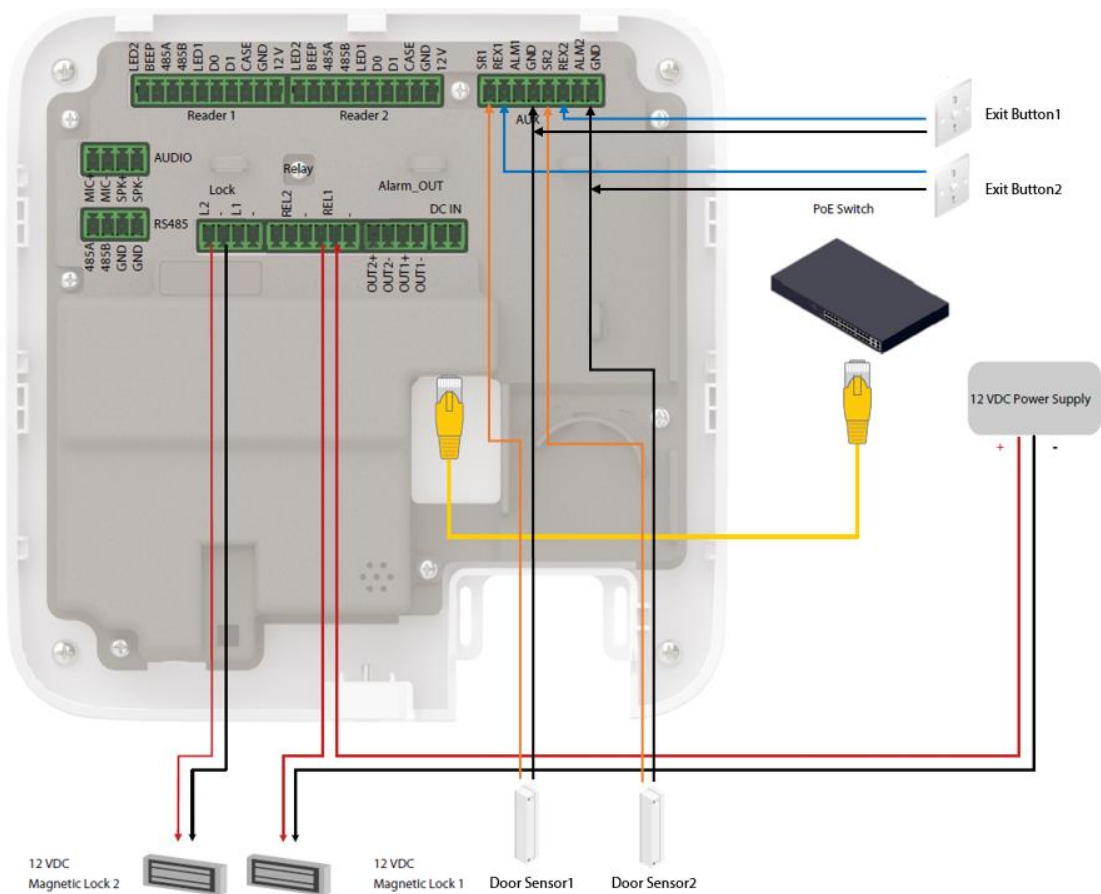 LED2
BEEP
485A
485B
LED1
D0
D1
CASE
GND
12 V
LED2
BEEP
485A
485B
LED1
D0
D1
CASE
GND
12 V
SR1
REX1
ALM1
GND
SR2
REX2
ALM2
GND
Reader 1
Reader 2
AUX
Exit Button1
AUDIO
MIC+
MIC-
SPK+
SPK-
Relay
Lock
Alarm_OUT
Exit Button2
PoE Switch
RS485
485A
485B
GND
GND
L2
-
L1
-
REL2
-
REL1
-
DC IN
OUT2+
OUT2-
OUT1+
OUT1-
12 VDC Power Supply
+ -
12 VDC
Magnetic Lock 2
12 VDC
Magnetic Lock 1
Door Sensor1
Door Sensor2